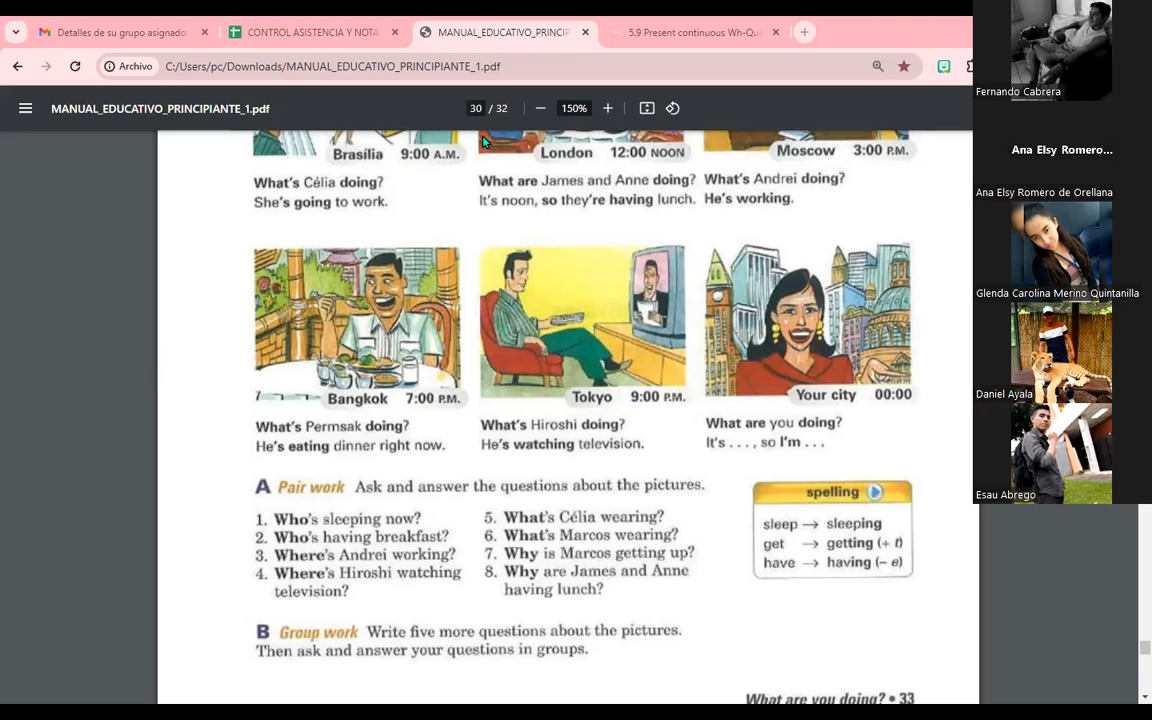 Detalles de su grupo asignado.
CONTROL ASISTENCIA Y NOTA
MANUAL_EDUCATIVO_PRINCIP
5.9 Present continuous Wh-Que
Archivo
C:/Users/pc/Downloads/MANUAL_EDUCATIVO_PRINCIPIANTE_1.pdf
MANUAL_EDUCATIVO_PRINCIPIANTE_1.pdf
30 / 32
150%
Brasília 9:00 A.M.
London 12:00 NOON
Moscow 3:00 P.M.
What's Célia doing?
She's going to work.
What are James and Anne doing?
It's noon, so they're having lunch.
What's Andrei doing?
He's working.
Bangkok 7:00 P.M.
Tokyo 9:00 P.M.
Your city 00:00
What's Permsak doing?
He's eating dinner right now.
What's Hiroshi doing?
He's watching television.
What are you doing?
It's . . . , so I'm . . .
A Pair work Ask and answer the questions about the pictures.
1. Who's sleeping now?
2. Who's having breakfast?
3. Where's Andrei working?
4. Where's Hiroshi watching
television?
5. What's Célia wearing?
6. What's Marcos wearing?
7. Why is Marcos getting up?
8. Why are James and Anne
having lunch?
spelling
sleep → sleeping
get → getting (+ t)
have → having (– e)
B Group work Write five more questions about the pictures.
Then ask and answer your questions in groups.
What are you doing? • 33
Fernando Cabrera
Ana Elsy Romero...
Ana Elsy Romero de Orellana
Glenda Carolina Merino Quintanilla
Daniel Ayala
Esau Abrego